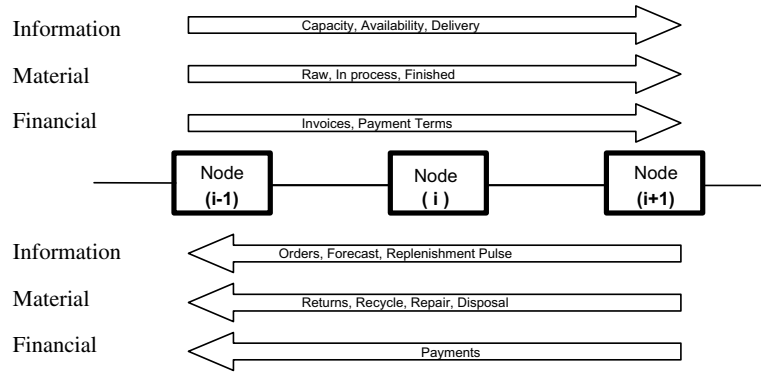 Information Capacity, Availability, Delivery
Material Raw, In process, Finished
Financial Invoices, Payment Terms
Node Node Node
(i-1) ( i ) (i+1)
Information Orders, Forecast, Replenishment Pulse
Material Returns, Recycle, Repair, Disposal
Financial Payments